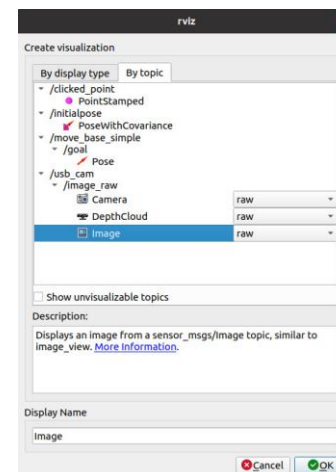 rviz
Create visualization
By display type By topic
/clicked_point
PointStamped
/initialpose
PoseWithCovariance
/move_base_simple
/goal
Pose
/usb_cam
/image_raw
Camera raw
DepthCloud raw
Image raw
Show unvisualizable topics
Description:
Displays an image from a sensor_msgs/Image topic, similar to
image_view. More Information.
Display Name
Image
Cancel OK